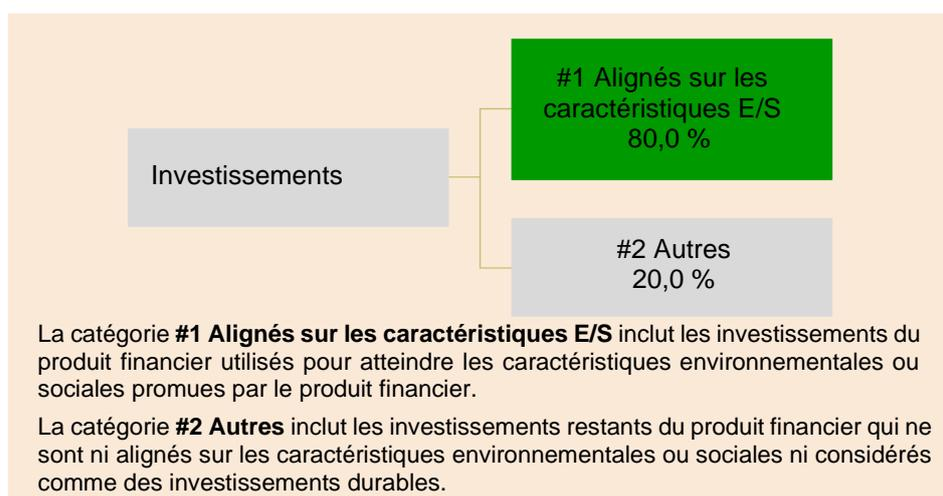 #1 Alignés sur les
caractéristiques E/S
80,0 %
Investissements
#2 Autres
20,0 %
La catégorie #1 Alignés sur les caractéristiques E/S inclut les investissements du
produit financier utilisés pour atteindre les caractéristiques environnementales ou
sociales promues par le produit financier.
La catégorie #2 Autres inclut les investissements restants du produit financier qui ne
sont ni alignés sur les caractéristiques environnementales ou sociales ni considérés
comme des investissements durables.